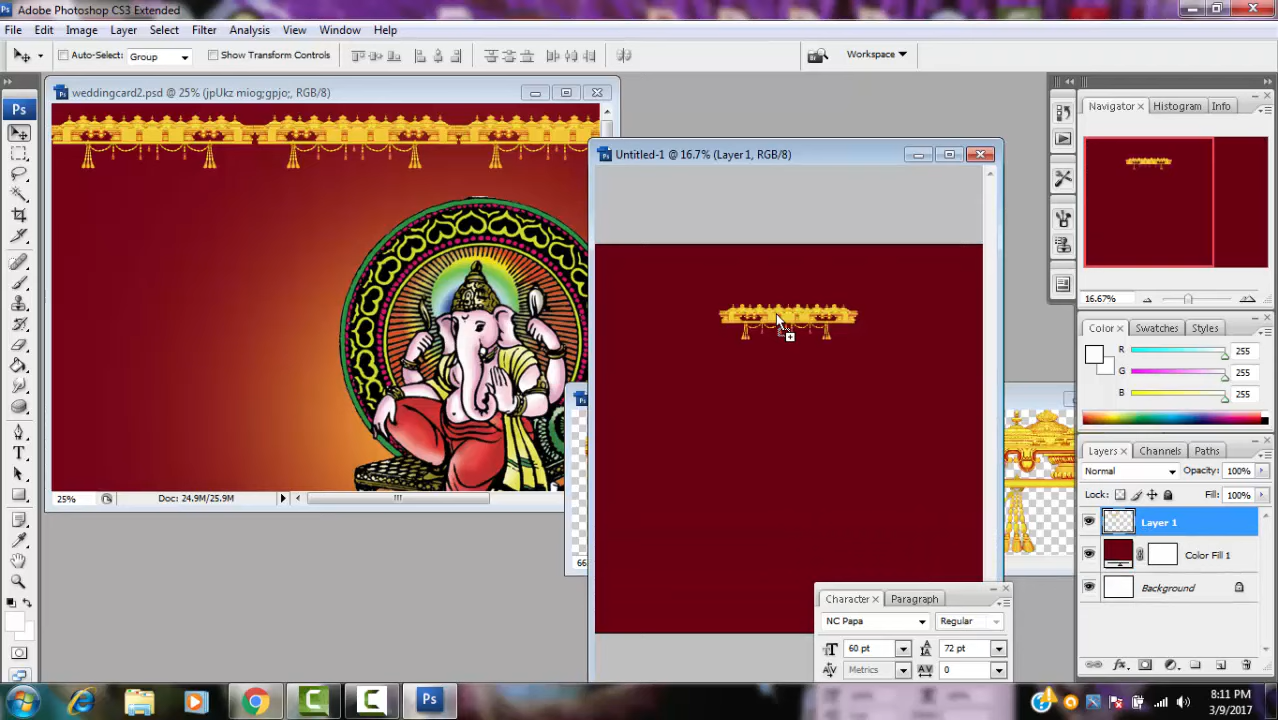 Adobe Photoshop CS3 Extended
File Edit Image Layer Select Filter Analysis View Window Help
Auto-Select: Group Show Transform Controls Workspace
Ps weddingcard2.psd @ 25% (jpUkz miog;gpjo;, RGB/8)
Navigator Histogram Info
Untitled-1 @ 16.7% (Layer 1, RGB/8)
16.67%
Color Swatches Styles
R 255
G 255
B 255
Layers Channels Paths
Normal Opacity: 100%
Lock: Fill: 100%
25% Doc: 24.9M/25.9M
Layer 1
Color Fill 1
66
Background
Character Paragraph
NC Papa Regular
60 pt 72 pt
Metrics 0
Ps
8:11 PM
3/9/2017